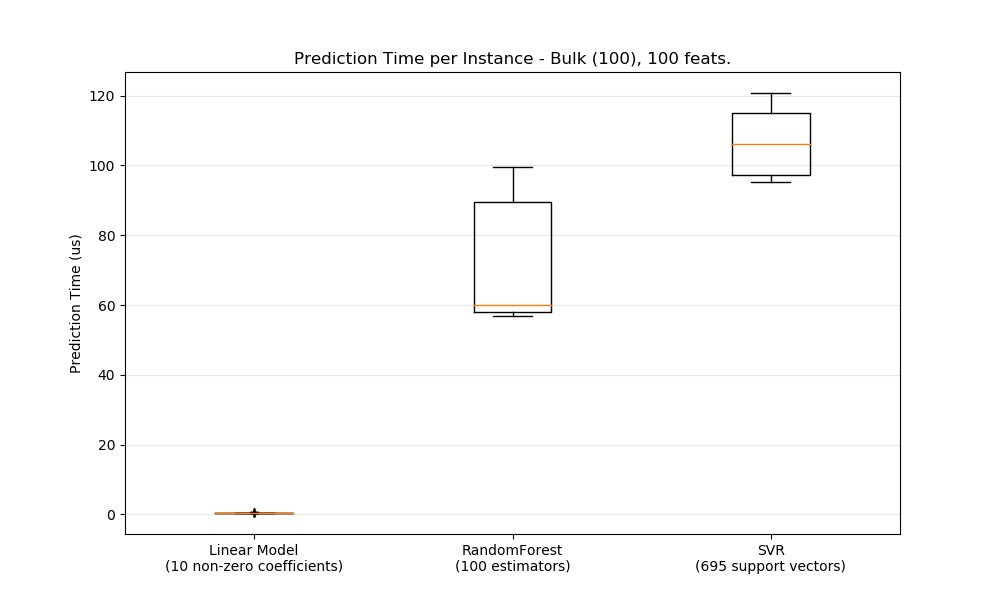 Prediction Time per Instance - Bulk (100), 100 feats.
120
100
80
60
40
20
0
Prediction Time (us)
Linear Model
(10 non-zero coefficients)
RandomForest
(100 estimators)
SVR
(695 support vectors)